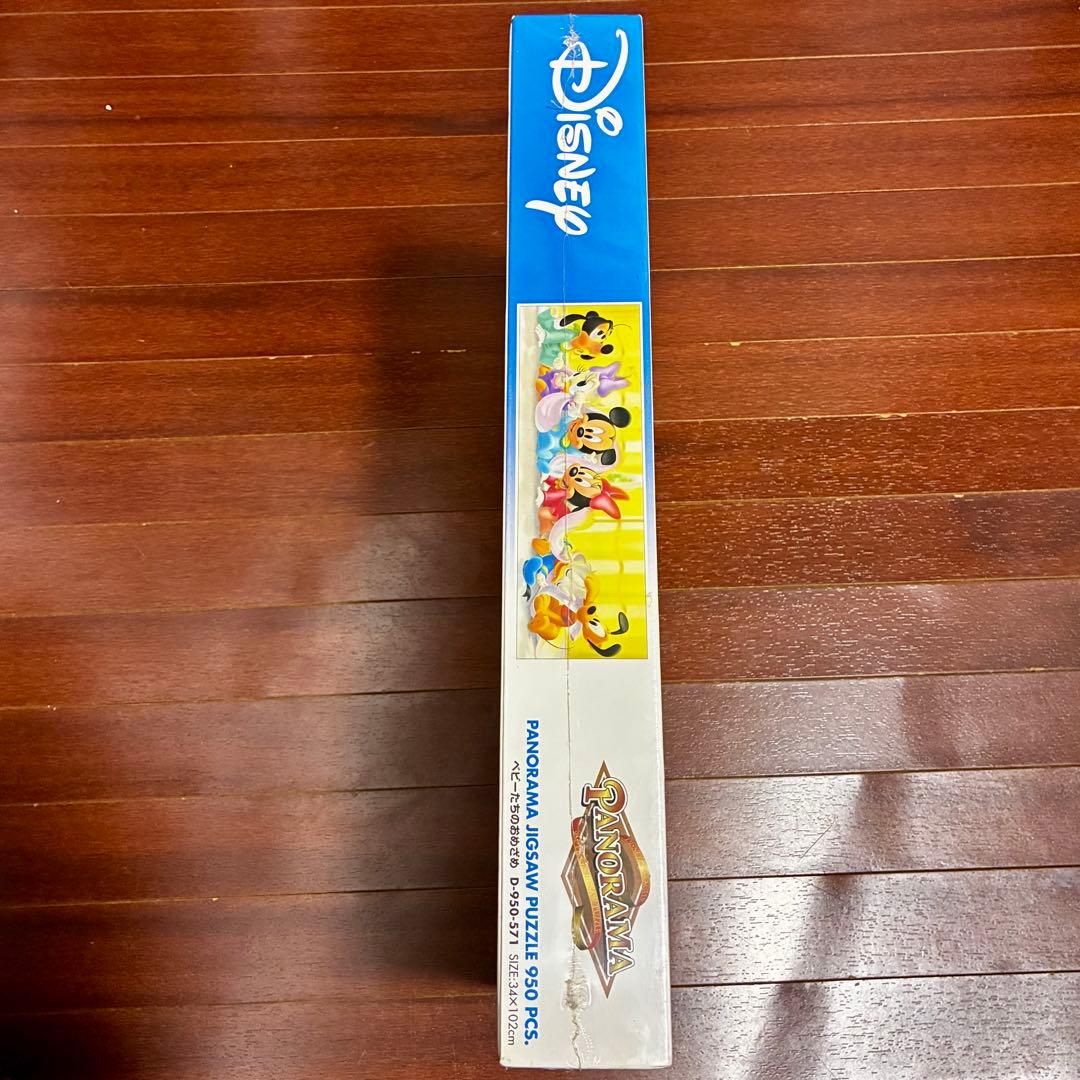 Disney
PANORAMA
PANORAMA JIGSAW PUZZLE 950 PCS.
ベビーたちのおめざめ D-950-571 SIZE:34×102cm